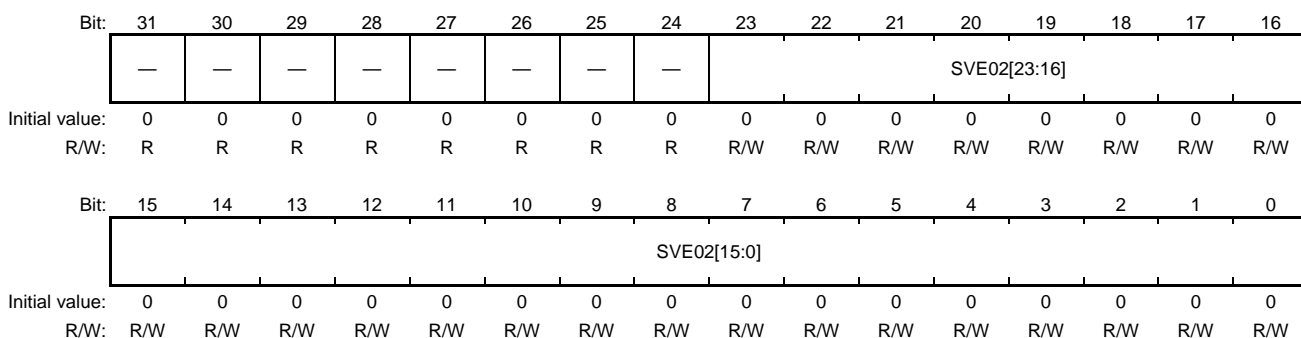 Bit: 31 30 29 28 27 26 25 24 23 22 21 20 19 18 17 16
— — — — — — — — SVE02[23:16]
Initial value: 0 0 0 0 0 0 0 0 0 0 0 0 0 0 0 0
R/W: R R R R R R R R R/W R/W R/W R/W R/W R/W R/W R/W
Bit: 15 14 13 12 11 10 9 8 7 6 5 4 3 2 1 0
SVE02[15:0]
Initial value: 0 0 0 0 0 0 0 0 0 0 0 0 0 0 0 0
R/W: R/W R/W R/W R/W R/W R/W R/W R/W R/W R/W R/W R/W R/W R/W R/W R/W